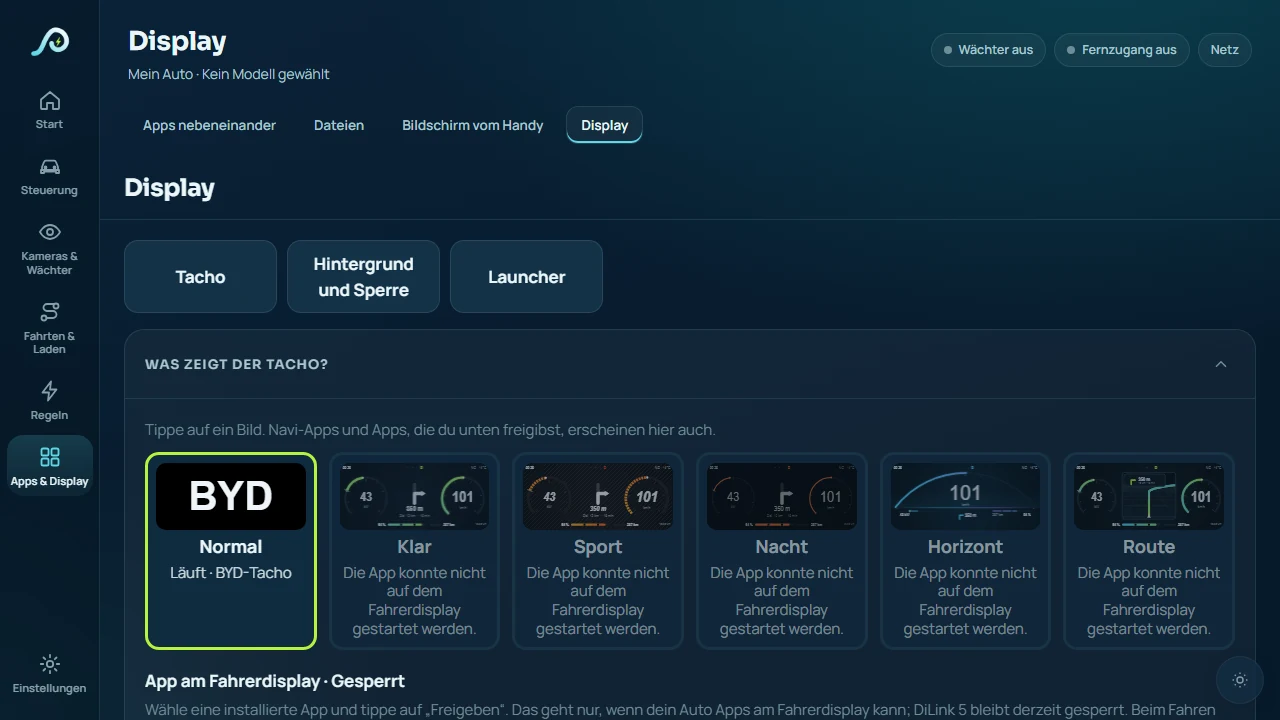 Display
Mein Auto · Kein Modell gewählt
Wächter aus
Fernzugang aus
Netz
Start
Steuerung
Kameras &
Wächter
Fahrten &
Laden
Regeln
Apps & Display
Einstellungen
Apps nebeneinander
Dateien
Bildschirm vom Handy
Display
Display
Tacho
Hintergrund
und Sperre
Launcher
WAS ZEIGT DER TACHO?
Tippe auf ein Bild. Navi-Apps und Apps, die du unten freigibst, erscheinen hier auch.
BYD
Normal
Läuft · BYD-Tacho
43
350 m
101
Klar
Die App konnte nicht
auf dem
Fahrerdisplay
gestartet werden.
43
350 m
101
Sport
Die App konnte nicht
auf dem
Fahrerdisplay
gestartet werden.
43
350 m
101
Nacht
Die App konnte nicht
auf dem
Fahrerdisplay
gestartet werden.
101
350 m
Horizont
Die App konnte nicht
auf dem
Fahrerdisplay
gestartet werden.
43
350 m
101
Route
Die App konnte nicht
auf dem
Fahrerdisplay
gestartet werden.
App am Fahrerdisplay · Gesperrt
Wähle eine installierte App und tippe auf „Freigeben“. Das geht nur, wenn dein Auto Apps am Fahrerdisplay kann; DiLink 5 bleibt derzeit gesperrt. Beim Fahren